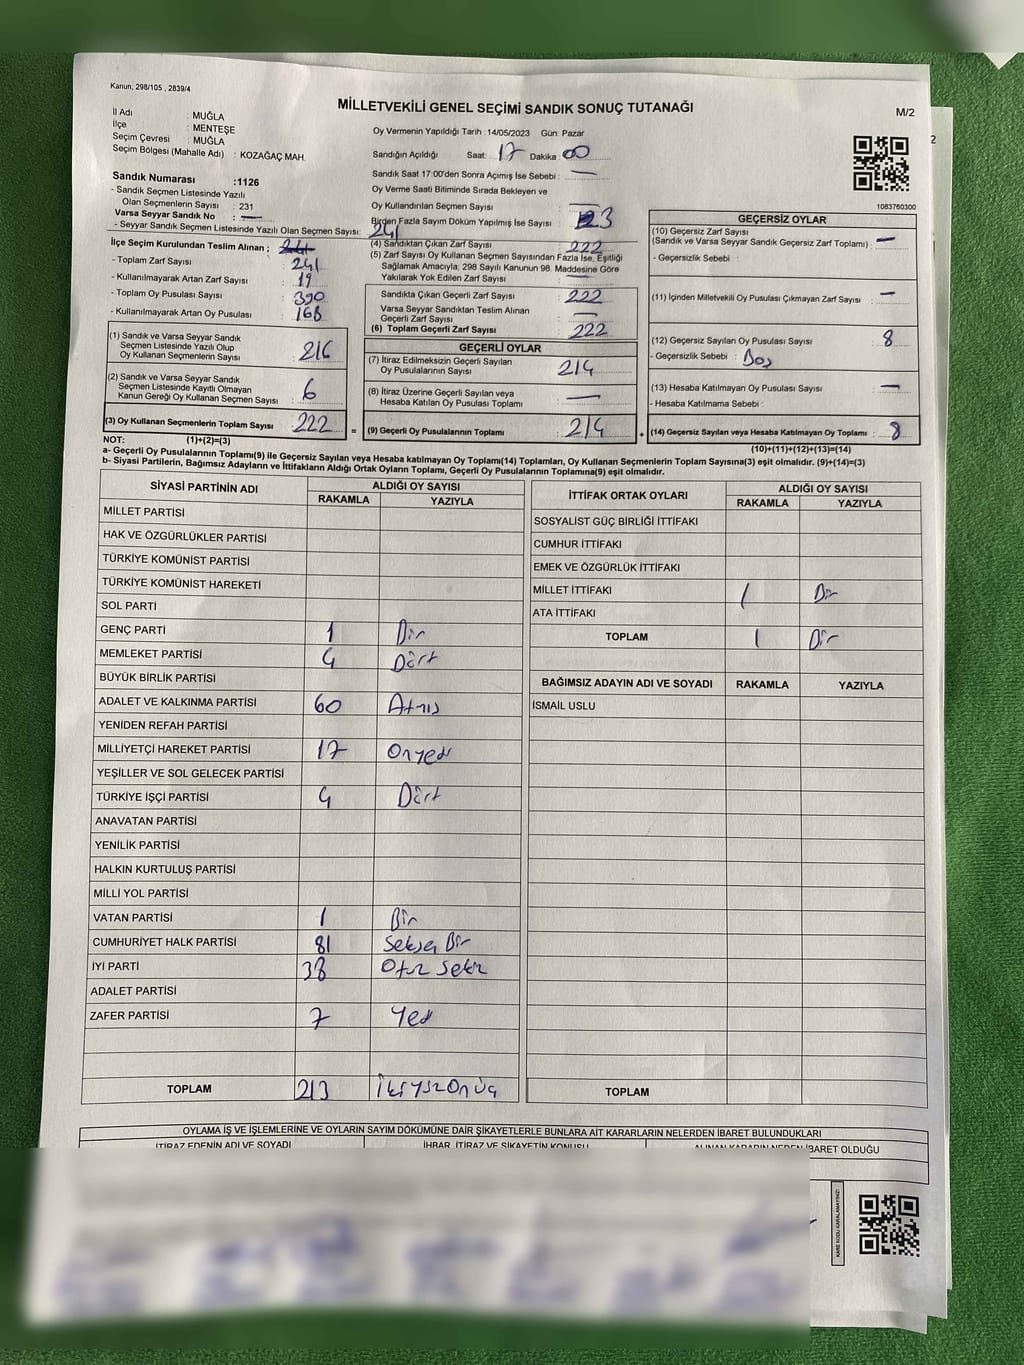 Kanun, 298/105 , 2839/4
MİLLETVEKİLİ GENEL SEÇİMİ SANDIK SONUÇ TUTANAĞI
M/2
İl Adı : MUĞLA
İlçe : MENTEŞE
Seçim Çevresi : MUĞLA
Seçim Bölgesi (Mahalle Adı) : KOZAĞAÇ MAH.
Sandık Numarası :1126
- Sandık Seçmen Listesinde Yazılı
Olan Seçmenlerin Sayısı : 231
Varsa Seyyar Sandık No : —
- Seyyar Sandık Seçmen Listesinde Yazılı Olan Seçmen Sayısı:
Oy Vermenin Yapıldığı Tarih :14/05/2023 Gün: Pazar
Sandığın Açıldığı Saat: 17 Dakika: 00
Sandık Saat 17:00'den Sonra Açımış İse Sebebi : —
Oy Verme Saati Bitiminde Sırada Bekleyen ve
Oy Kullandırılan Seçmen Sayısı : —
Birden Fazla Sayım Döküm Yapılmış İse Sayısı :
241
1083760300
İlçe Seçim Kurulundan Teslim Alınan ; 241
- Toplam Zarf Sayısı : 241
- Kullanılmayarak Artan Zarf Sayısı : 19
- Toplam Oy Pusulası Sayısı : 390
- Kullanılmayarak Artan Oy Pusulası : 168
(1) Sandık ve Varsa Seyyar Sandık
Seçmen Listesinde Yazılı Olup
Oy Kullanan Seçmenlerin Sayısı : 216
(2) Sandık ve Varsa Seyyar Sandık
Seçmen Listesinde Kayıtlı Olmayan
Kanun Gereği Oy Kullanan Seçmen Sayısı : 6
(3) Oy Kullanan Seçmenlerin Toplam Sayısı : 222 =
(4) Sandıktan Çıkan Zarf Sayısı : 222
(5) Zarf Sayısı Oy Kullanan Seçmen Sayısından Fazla İse, Eşitliği
Sağlamak Amacıyla; 298 Sayılı Kanunun 98. Maddesine Göre
Yakılarak Yok Edilen Zarf Sayısı : —
Sandıkta Çıkan Geçerli Zarf Sayısı : 222
Varsa Seyyar Sandıktan Teslim Alınan
Geçerli Zarf Sayısı : —
(6) Toplam Geçerli Zarf Sayısı : 222
GEÇERLİ OYLAR
(7) İtiraz Edilmeksizin Geçerli Sayılan
Oy Pusulalarının Sayısı : 214
(8) İtiraz Üzerine Geçerli Sayılan veya
Hesaba Katılan Oy Pusulası Toplamı : —
(9) Geçerli Oy Pusulalarının Toplamı : 214 +
GEÇERSİZ OYLAR
(10) Geçersiz Zarf Sayısı
(Sandık ve Varsa Seyyar Sandık Geçersiz Zarf Toplamı) : —
- Geçersizlik Sebebi :
(11) İçinden Milletvekili Oy Pusulası Çıkmayan Zarf Sayısı : —
(12) Geçersiz Sayılan Oy Pusulası Sayısı : 8
- Geçersizlik Sebebi : Boş
(13) Hesaba Katılmayan Oy Pusulası Sayısı : —
- Hesaba Katılmama Sebebi :
(14) Geçersiz Sayılan veya Hesaba Katılmayan Oy Toplamı : 8
NOT: (1)+(2)=(3)
(10)+(11)+(12)+(13)=(14)
a- Geçerli Oy Pusulalarının Toplamı(9) ile Geçersiz Sayılan veya Hesaba katılmayan Oy Toplamı(14) Toplamları, Oy Kullanan Seçmenlerin Toplam Sayısına(3) eşit olmalıdır. (9)+(14)=(3)
b- Siyasi Partilerin, Bağımsız Adayların ve İttifakların Aldığı Ortak Oyların Toplamı, Geçerli Oy Pusulalarının Toplamına(9) eşit olmalıdır.
SİYASİ PARTİNİN ADI ALDIĞI OY SAYISI
RAKAMLA YAZIYLA
MİLLET PARTİSİ
HAK VE ÖZGÜRLÜKLER PARTİSİ
TÜRKİYE KOMÜNİST PARTİSİ
TÜRKİYE KOMÜNİST HAREKETİ
SOL PARTİ
GENÇ PARTİ 1 Bir
MEMLEKET PARTİSİ 4 Dört
BÜYÜK BİRLİK PARTİSİ
ADALET VE KALKINMA PARTİSİ 60 Atmış
YENİDEN REFAH PARTİSİ
MİLLİYETÇİ HAREKET PARTİSİ 17 Onyedi
YEŞİLLER VE SOL GELECEK PARTİSİ
TÜRKİYE İŞÇİ PARTİSİ 4 Dört
ANAVATAN PARTİSİ
YENİLİK PARTİSİ
HALKIN KURTULUŞ PARTİSİ
MİLLİ YOL PARTİSİ
VATAN PARTİSİ 1 Bir
CUMHURİYET HALK PARTİSİ 81 Seksen Bir
İYİ PARTİ 38 Otuz Sekiz
ADALET PARTİSİ
ZAFER PARTİSİ 7 Yedi
TOPLAM 213 İkiyüzOnüç
İTTİFAK ORTAK OYLARI ALDIĞI OY SAYISI
RAKAMLA YAZIYLA
SOSYALİST GÜÇ BİRLİĞİ İTTİFAKI
CUMHUR İTTİFAKI
EMEK VE ÖZGÜRLÜK İTTİFAKI
MİLLET İTTİFAKI 1 Bir
ATA İTTİFAKI
TOPLAM 1 Bir
BAĞIMSIZ ADAYIN ADI VE SOYADI RAKAMLA YAZIYLA
İSMAİL USLU
TOPLAM
OYLAMA İŞ VE İŞLEMLERİNE VE OYLARIN SAYIM DÖKÜMÜNE DAİR ŞİKAYETLERLE BUNLARA AİT KARARLARIN NELERDEN İBARET BULUNDUKLARI
İTİRAZ EDENİN ADI VE SOYADI İHBAR, İTİRAZ VE ŞİKAYETİN KONUSU ALINAN KARARIN NEDEN İBARET OLDUĞU
KARE KODU KARALAMAYINIZ!